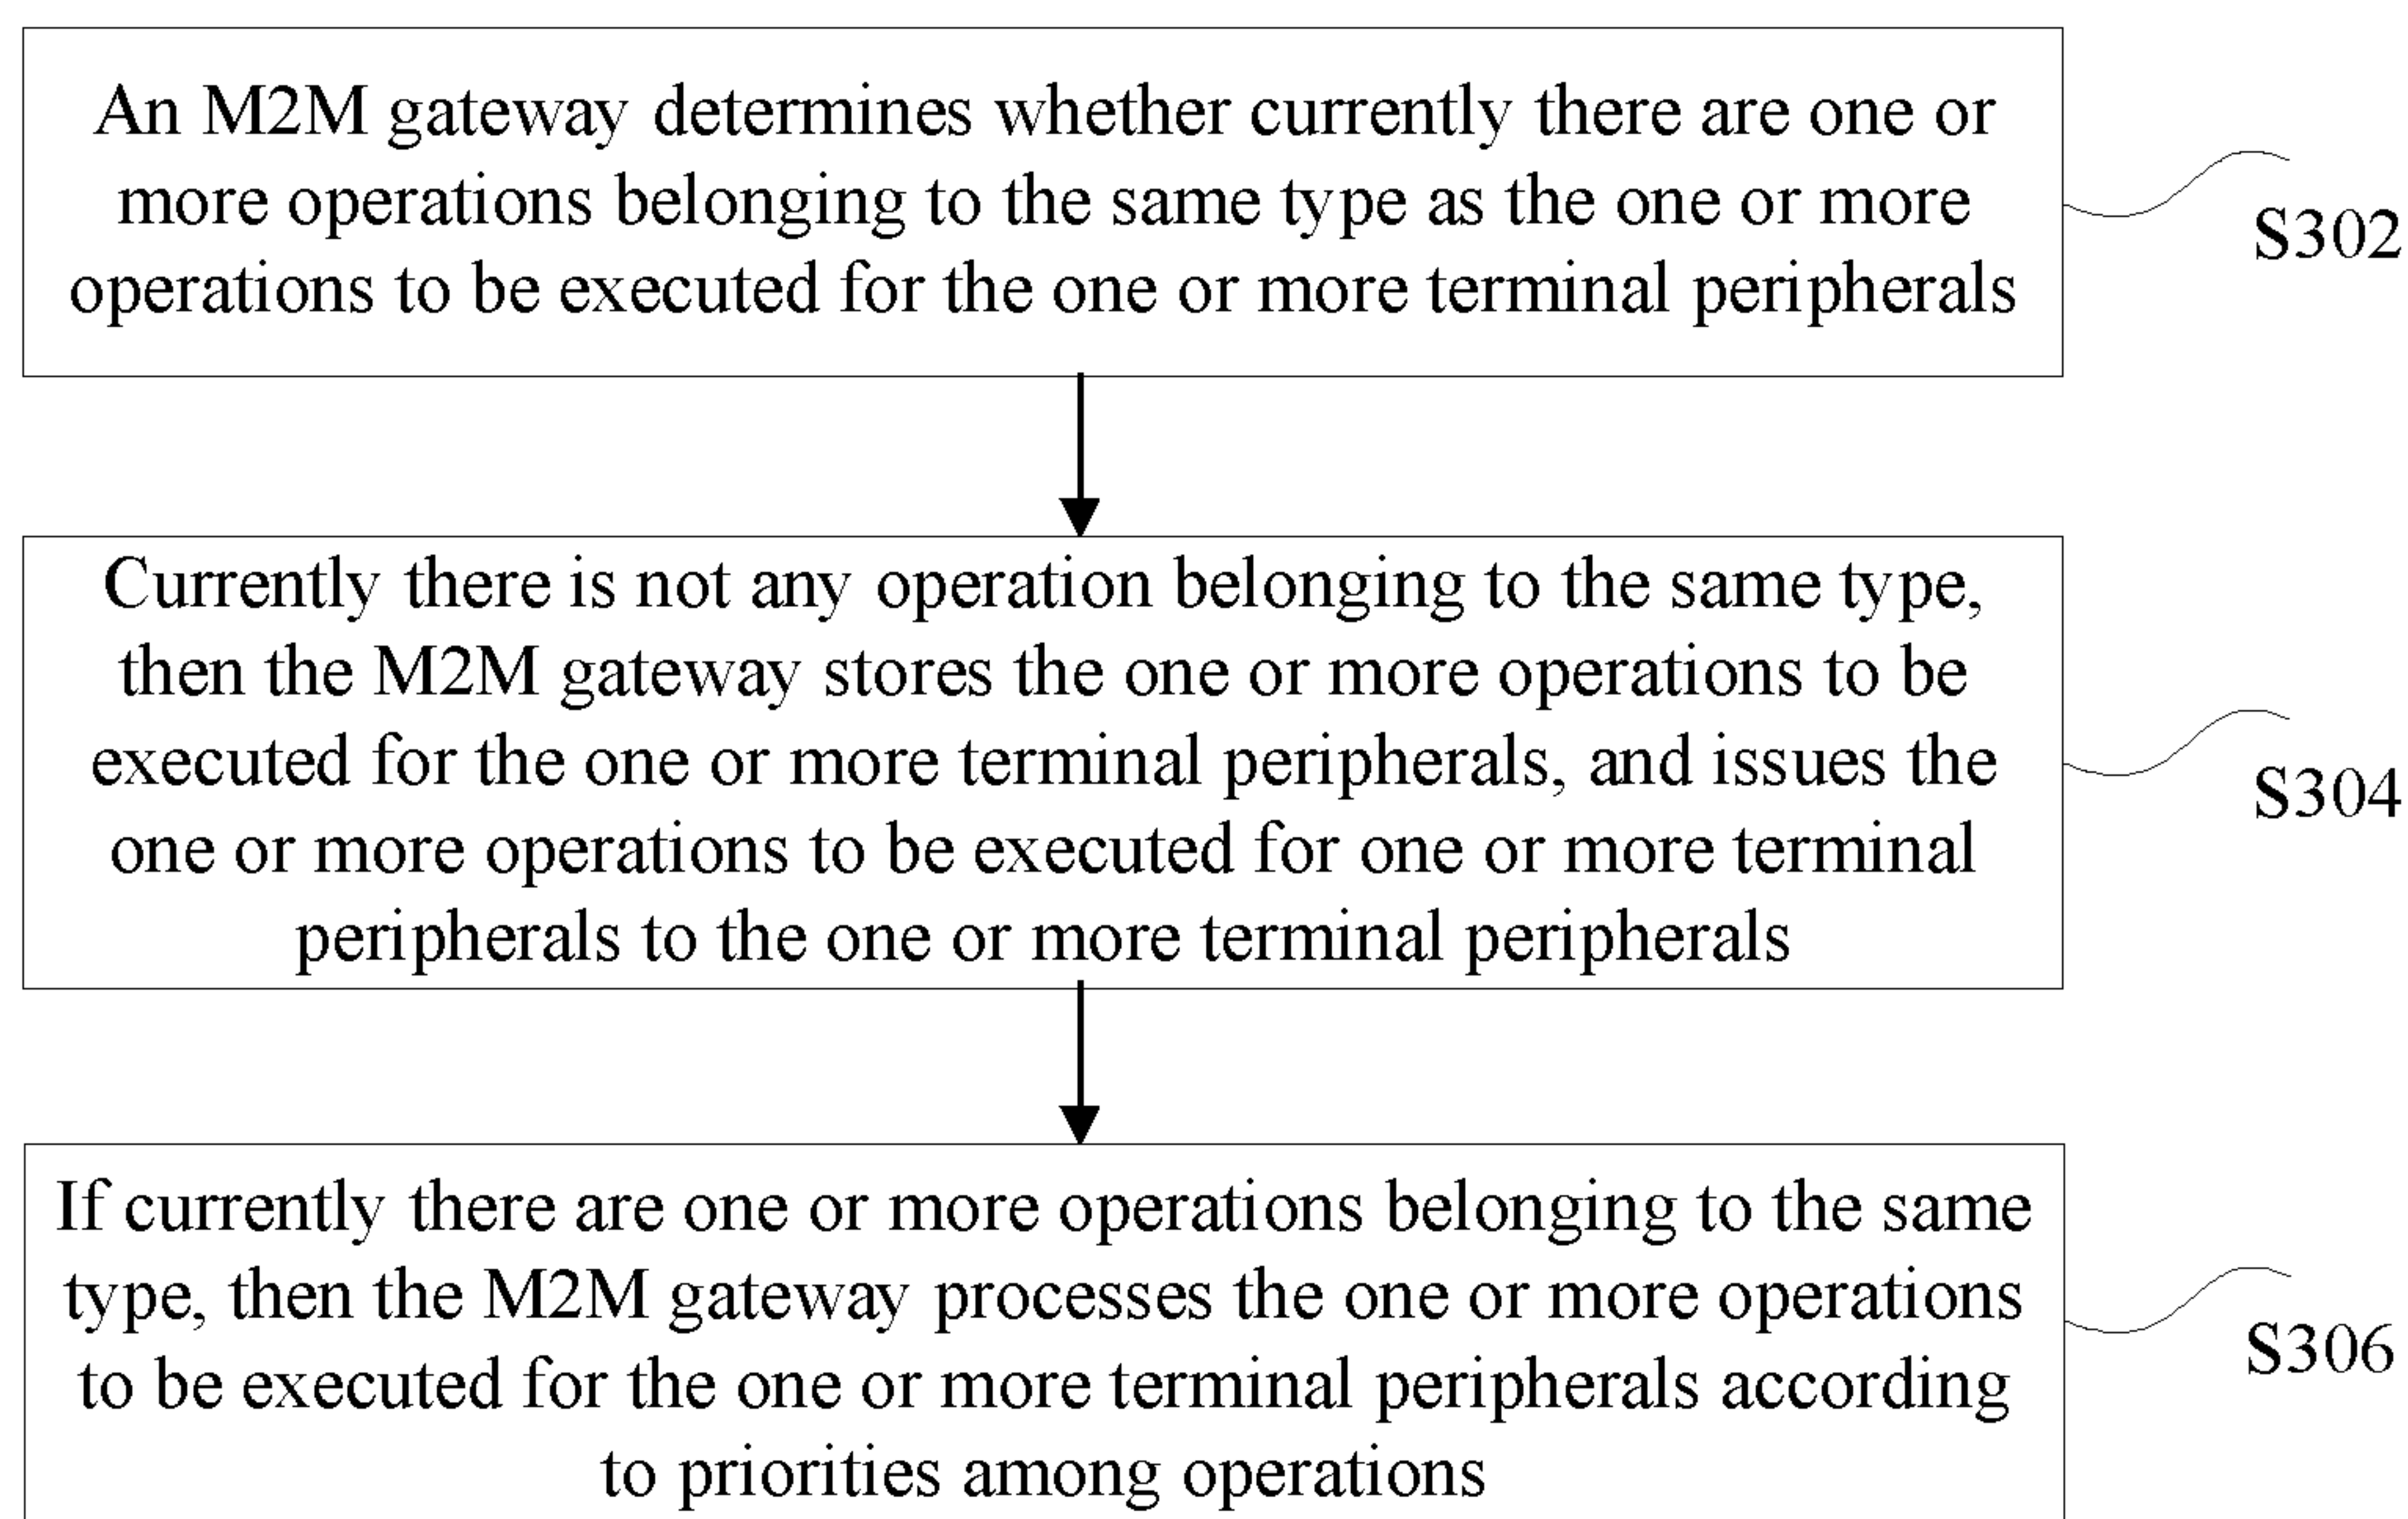 An M2M gateway determines whether currently there are one or
more operations belonging to the same type as the one or more
operations to be executed for the one or more terminal peripherals
S302
Currently there is not any operation belonging to the same type,
then the M2M gateway stores the one or more operations to be
executed for the one or more terminal peripherals, and issues the
one or more operations to be executed for one or more terminal
peripherals to the one or more terminal peripherals
S304
If currently there are one or more operations belonging to the same
type, then the M2M gateway processes the one or more operations
to be executed for the one or more terminal peripherals according
to priorities among operations
S306